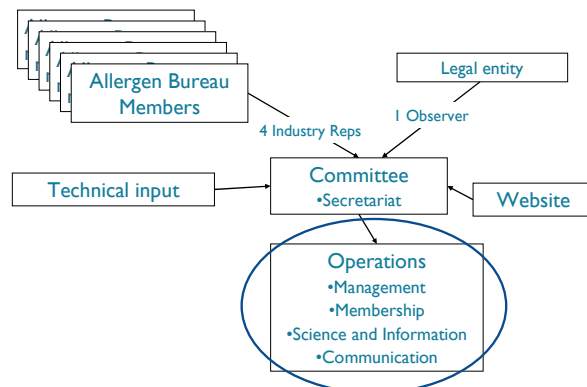 Allergen Bureau
Members
Legal entity
4 Industry Reps
1 Observer
Technical input
Committee
•Secretariat
Website
Operations
•Management
•Membership
•Science and Information
•Communication